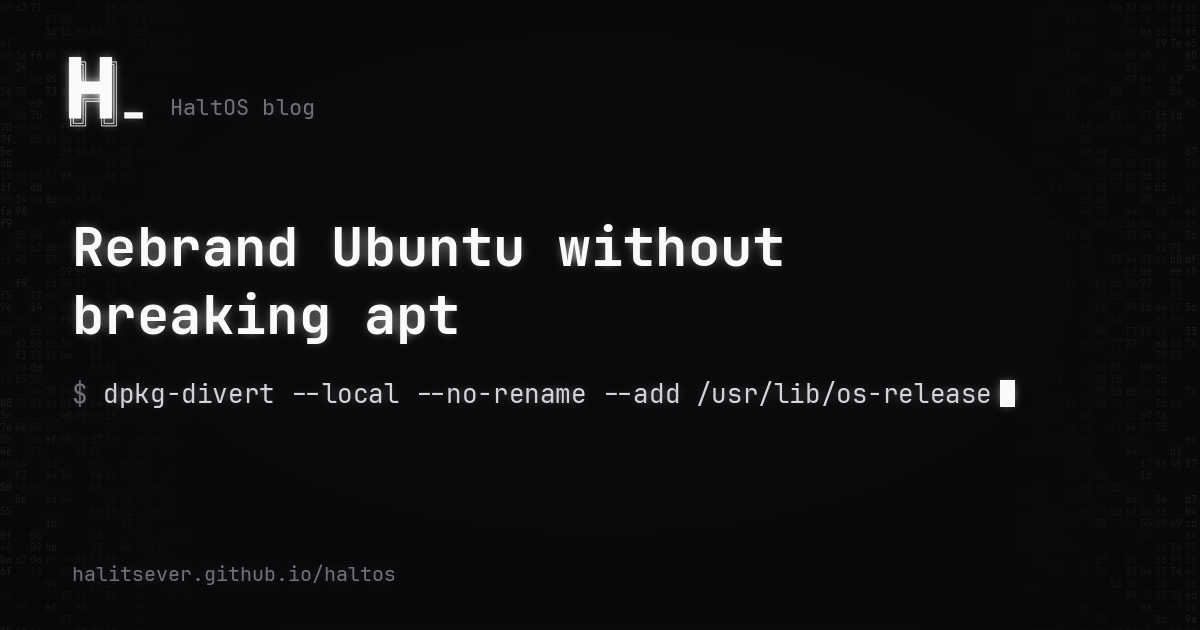 H_
HaltOS blog
Rebrand Ubuntu without
breaking apt
$ dpkg-divert --local --no-rename --add /usr/lib/os-release
halitsever.github.io/haltos